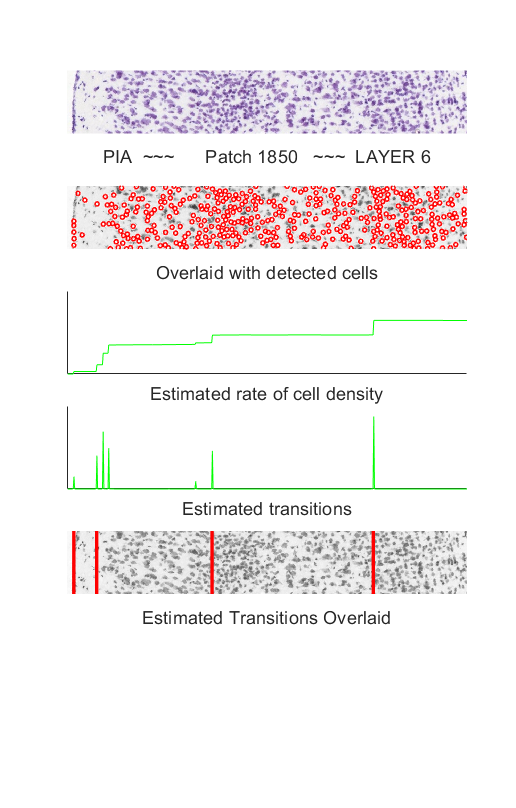 PIA ~~~ Patch 1850 ~~~ LAYER 6
Overlaid with detected cells
Estimated rate of cell density
Estimated transitions
Estimated Transitions Overlaid